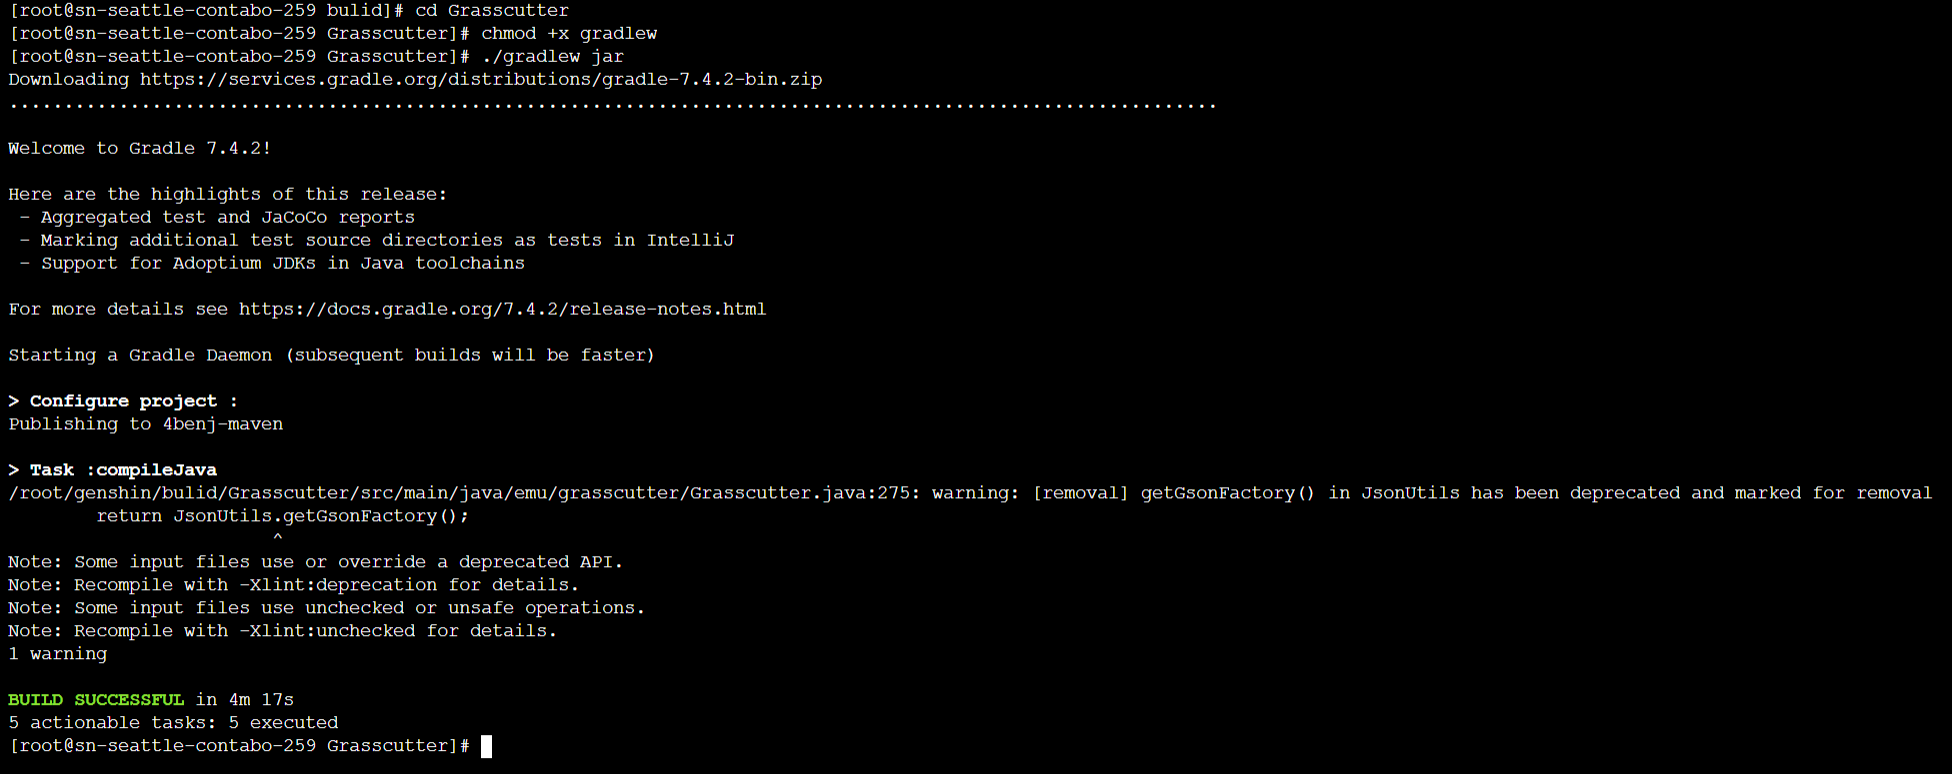 [root@sn-seattle-contabo-259 bulid]# cd Grasscutter
[root@sn-seattle-contabo-259 Grasscutter]# chmod +x gradlew
[root@sn-seattle-contabo-259 Grasscutter]# ./gradlew jar
Downloading https://services.gradle.org/distributions/gradle-7.4.2-bin.zip
..............................................................................................................
Welcome to Gradle 7.4.2!
Here are the highlights of this release:
- Aggregated test and JaCoCo reports
- Marking additional test source directories as tests in IntelliJ
- Support for Adoptium JDKs in Java toolchains
For more details see https://docs.gradle.org/7.4.2/release-notes.html
Starting a Gradle Daemon (subsequent builds will be faster)
> Configure project :
Publishing to 4benj-maven
> Task :compileJava
/root/genshin/bulid/Grasscutter/src/main/java/emu/grasscutter/Grasscutter.java:275: warning: [removal] getGsonFactory() in JsonUtils has been deprecated and marked for removal
return JsonUtils.getGsonFactory();
^
Note: Some input files use or override a deprecated API.
Note: Recompile with -Xlint:deprecation for details.
Note: Some input files use unchecked or unsafe operations.
Note: Recompile with -Xlint:unchecked for details.
1 warning
BUILD SUCCESSFUL in 4m 17s
5 actionable tasks: 5 executed
[root@sn-seattle-contabo-259 Grasscutter]#